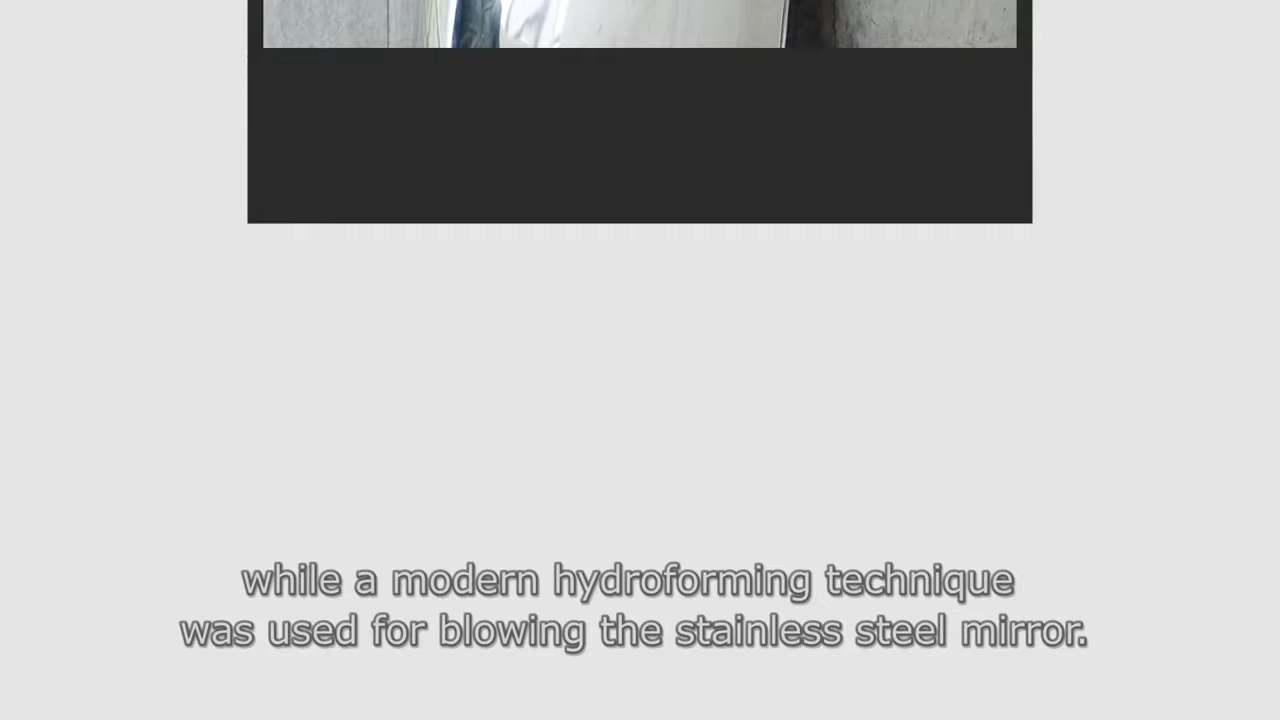 while a modern hydroforming technique
was used for blowing the stainless steel mirror.